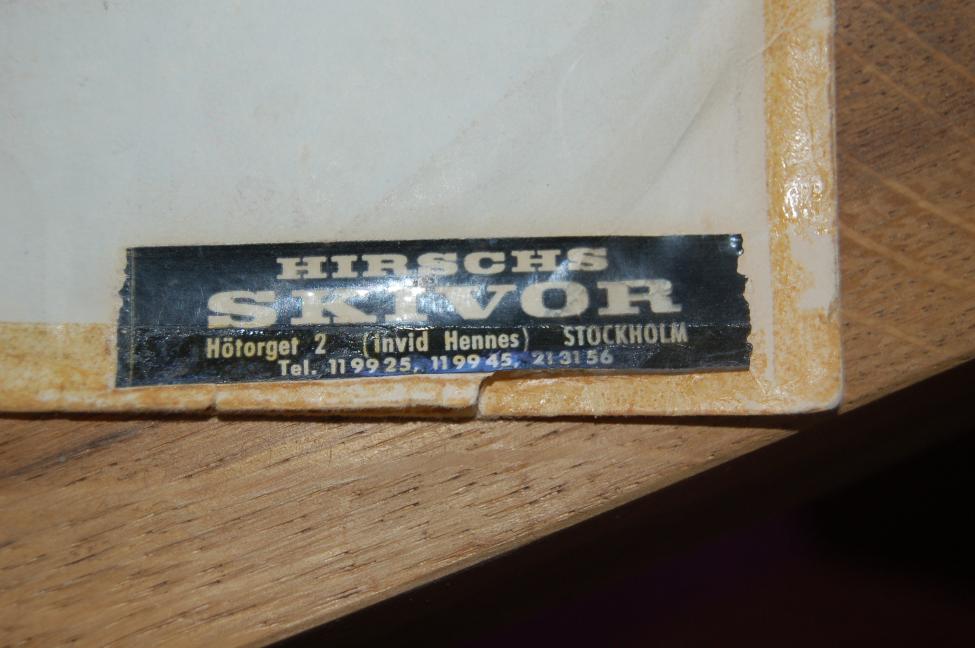 HIRSCHS
SKIVOR
Hötorget 2 (invid Hennes) STOCKHOLM
Tel. 11 99 25, 11 99 45, 21 31 56